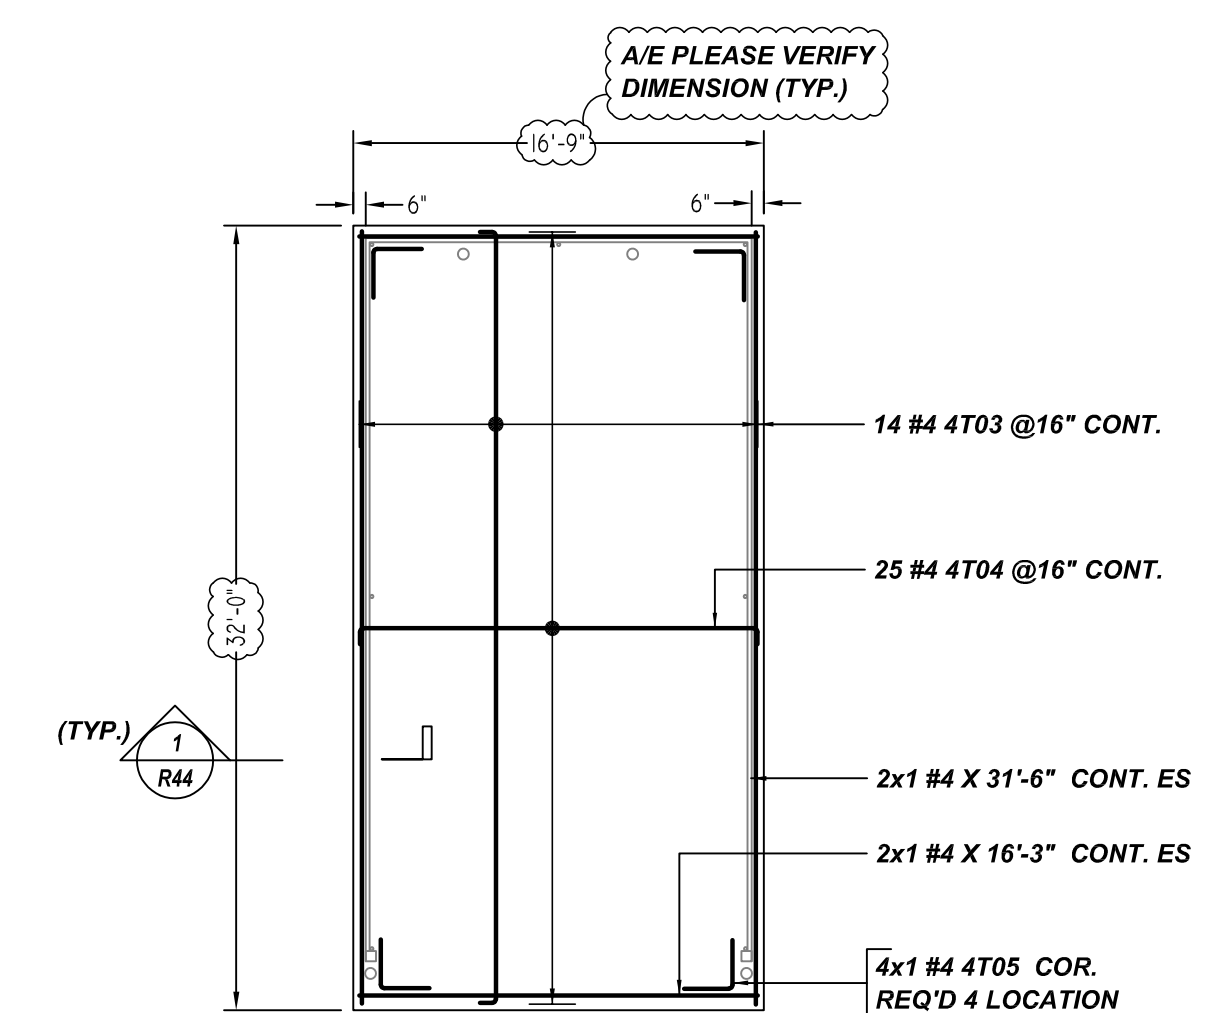 A/E PLEASE VERIFY
DIMENSION (TYP.)
16'-9"
6"
6"
14 #4 4T03 @16" CONT.
25 #4 4T04 @16" CONT.
32'-0"
(TYP.)
1
R44
2x1 #4 X 31'-6" CONT. ES
2x1 #4 X 16'-3" CONT. ES
4x1 #4 4T05 COR.
REQ'D 4 LOCATION